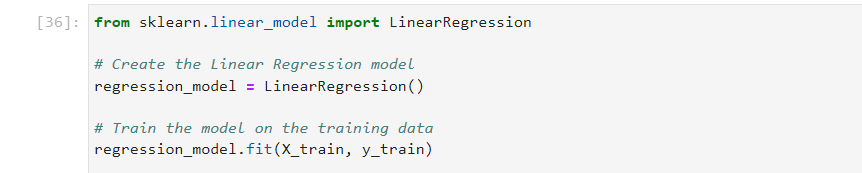 [36]:
from sklearn.linear_model import LinearRegression
# Create the Linear Regression model
regression_model = LinearRegression()
# Train the model on the training data
regression_model.fit(X_train, y_train)